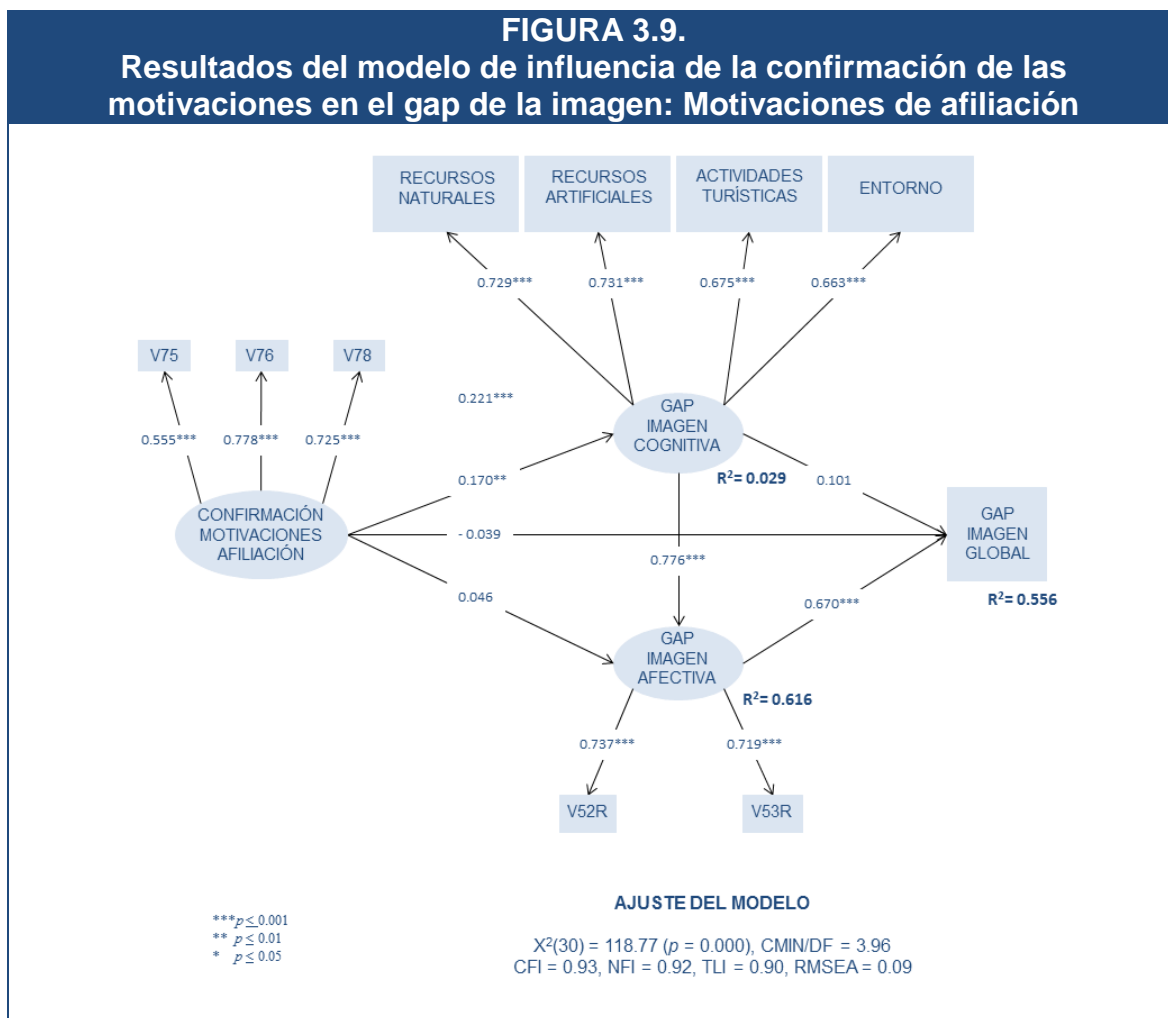 FIGURA 3.9.
Resultados del modelo de influencia de la confirmación de las
motivaciones en el gap de la imagen: Motivaciones de afiliación
RECURSOS
NATURALES
RECURSOS
ARTIFICIALES
ACTIVIDADES
TURÍSTICAS
ENTORNO
0.729***
0.731***
0.675***
0.663***
V75
V76
V78
0.555***
0.778***
0.725***
0.221***
GAP
IMAGEN
COGNITIVA
R²= 0.029
0.170**
0.101
CONFIRMACIÓN
MOTIVACIONES
AFILIACIÓN
- 0.039
GAP
IMAGEN
GLOBAL
R²= 0.556
0.776***
0.046
0.670***
GAP
IMAGEN
AFECTIVA
R²= 0.616
0.737***
0.719***
V52R
V53R
***p ≤ 0.001
** p ≤ 0.01
* p ≤ 0.05
AJUSTE DEL MODELO
X²(30) = 118.77 (p = 0.000), CMIN/DF = 3.96
CFI = 0.93, NFI = 0.92, TLI = 0.90, RMSEA = 0.09